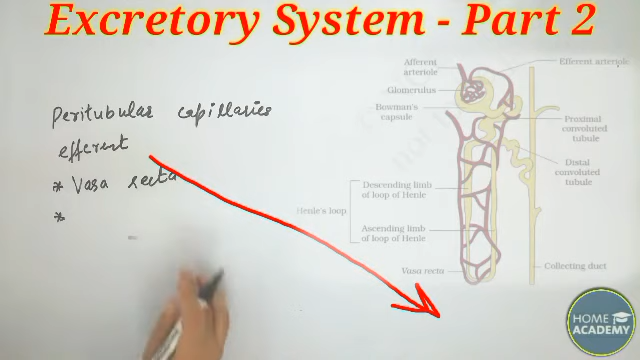 Excretory System - Part 2
Peritubular capillaries
efferent
* Vasa recta
*
Afferent
arteriole
Efferent arteriole
Glomerulus
Bowman's
capsule
Proximal
convoluted
tubule
Distal
convoluted
tubule
Descending limb
of loop of Henle
Henle's loop
Ascending limb
of loop of Henle
Vasa recta
Collecting duct
HOME
ACADEMY